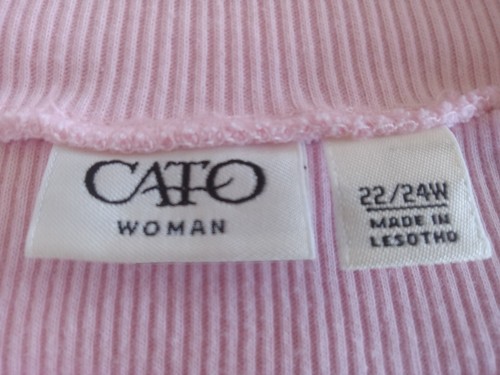 CATO
WOMAN
22/24W
MADE IN
LESOTHO